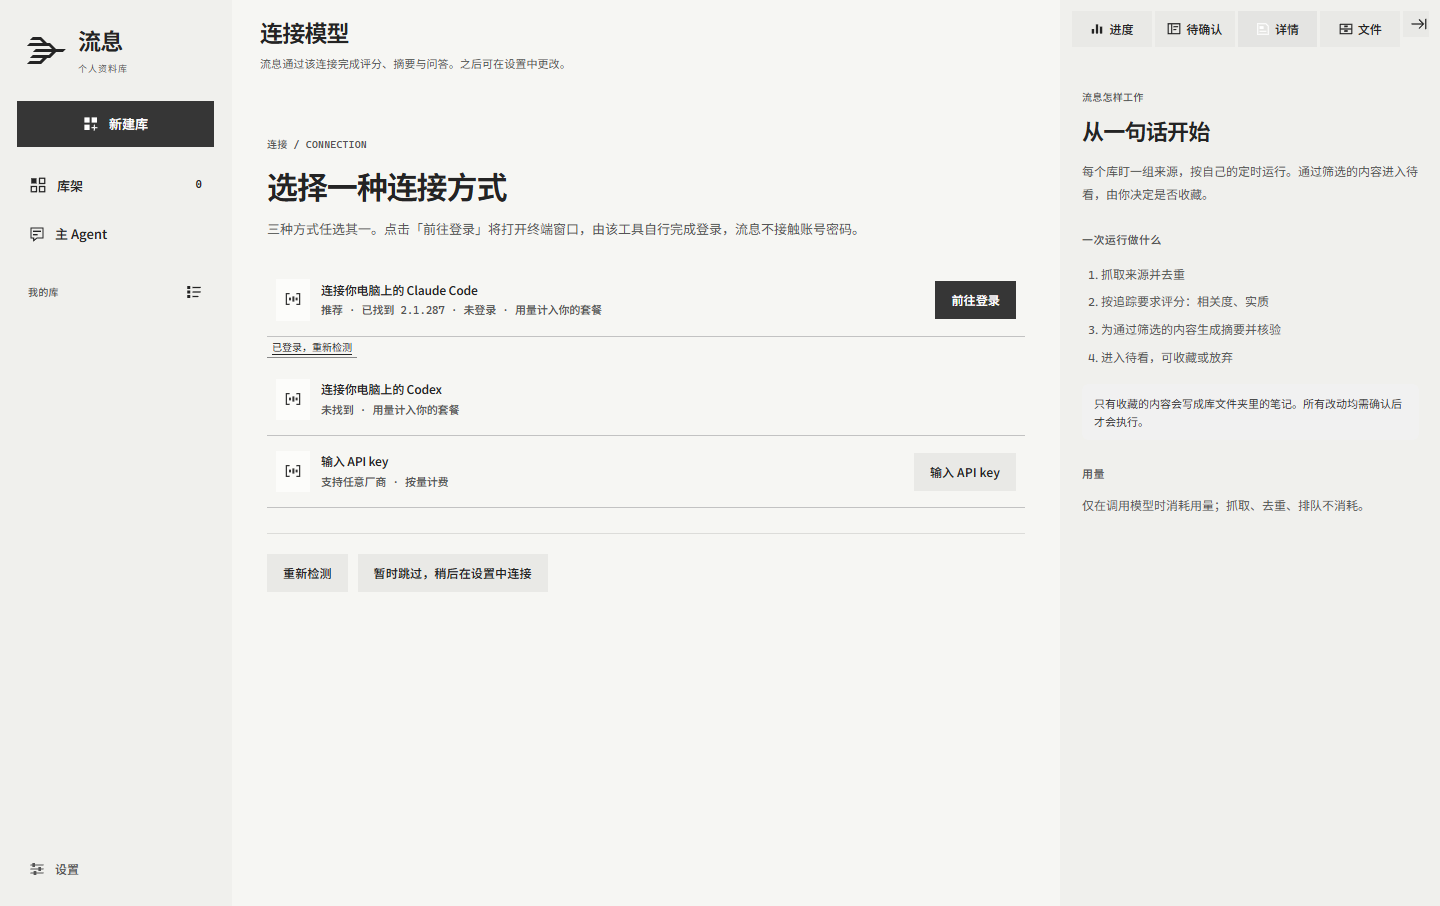 流息
个人资料库
新建库
库架 0
主 Agent
我的库
设置
连接模型
流息通过该连接完成评分、摘要与问答。之后可在设置中更改。
连接 / CONNECTION
选择一种连接方式
三种方式任选其一。点击「前往登录」将打开终端窗口，由该工具自行完成登录，流息不接触账号密码。
连接你电脑上的 Claude Code
推荐 · 已找到 2.1.287 · 未登录 · 用量计入你的套餐
前往登录
已登录，重新检测
连接你电脑上的 Codex
未找到 · 用量计入你的套餐
输入 API key
支持任意厂商 · 按量计费
输入 API key
重新检测
暂时跳过，稍后在设置中连接
进度
待确认
详情
文件
流息怎样工作
从一句话开始
每个库盯一组来源，按自己的定时运行。通过筛选的内容进入待
看，由你决定是否收藏。
一次运行做什么
1. 抓取来源并去重
2. 按追踪要求评分：相关度、实质
3. 为通过筛选的内容生成摘要并核验
4. 进入待看，可收藏或放弃
只有收藏的内容会写成库文件夹里的笔记。所有改动均需确认后
才会执行。
用量
仅在调用模型时消耗用量；抓取、去重、排队不消耗。